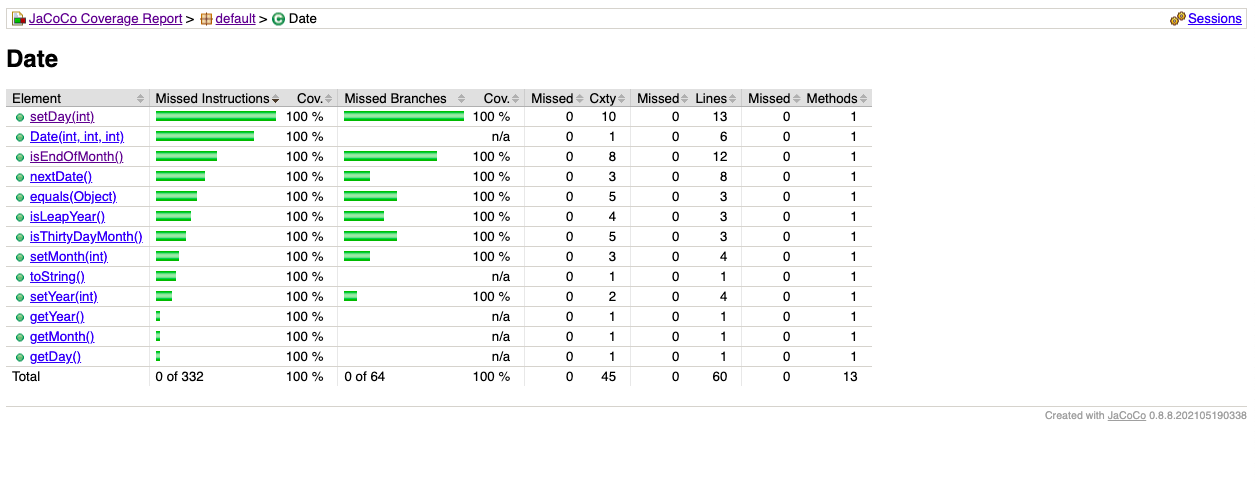 JaCoCo Coverage Report > default > Date Sessions
Date
Element Missed Instructions Cov. Missed Branches Cov. Missed Cxty Missed Lines Missed Methods
setDay(int) 100 % 100 % 0 10 0 13 0 1
Date(int, int, int) 100 % n/a 0 1 0 6 0 1
isEndOfMonth() 100 % 100 % 0 8 0 12 0 1
nextDate() 100 % 100 % 0 3 0 8 0 1
equals(Object) 100 % 100 % 0 5 0 3 0 1
isLeapYear() 100 % 100 % 0 4 0 3 0 1
isThirtyDayMonth() 100 % 100 % 0 5 0 3 0 1
setMonth(int) 100 % 100 % 0 3 0 4 0 1
toString() 100 % n/a 0 1 0 1 0 1
setYear(int) 100 % 100 % 0 2 0 4 0 1
getYear() 100 % n/a 0 1 0 1 0 1
getMonth() 100 % n/a 0 1 0 1 0 1
getDay() 100 % n/a 0 1 0 1 0 1
Total 0 of 332 100 % 0 of 64 100 % 0 45 0 60 0 13
Created with JaCoCo 0.8.8.202105190338